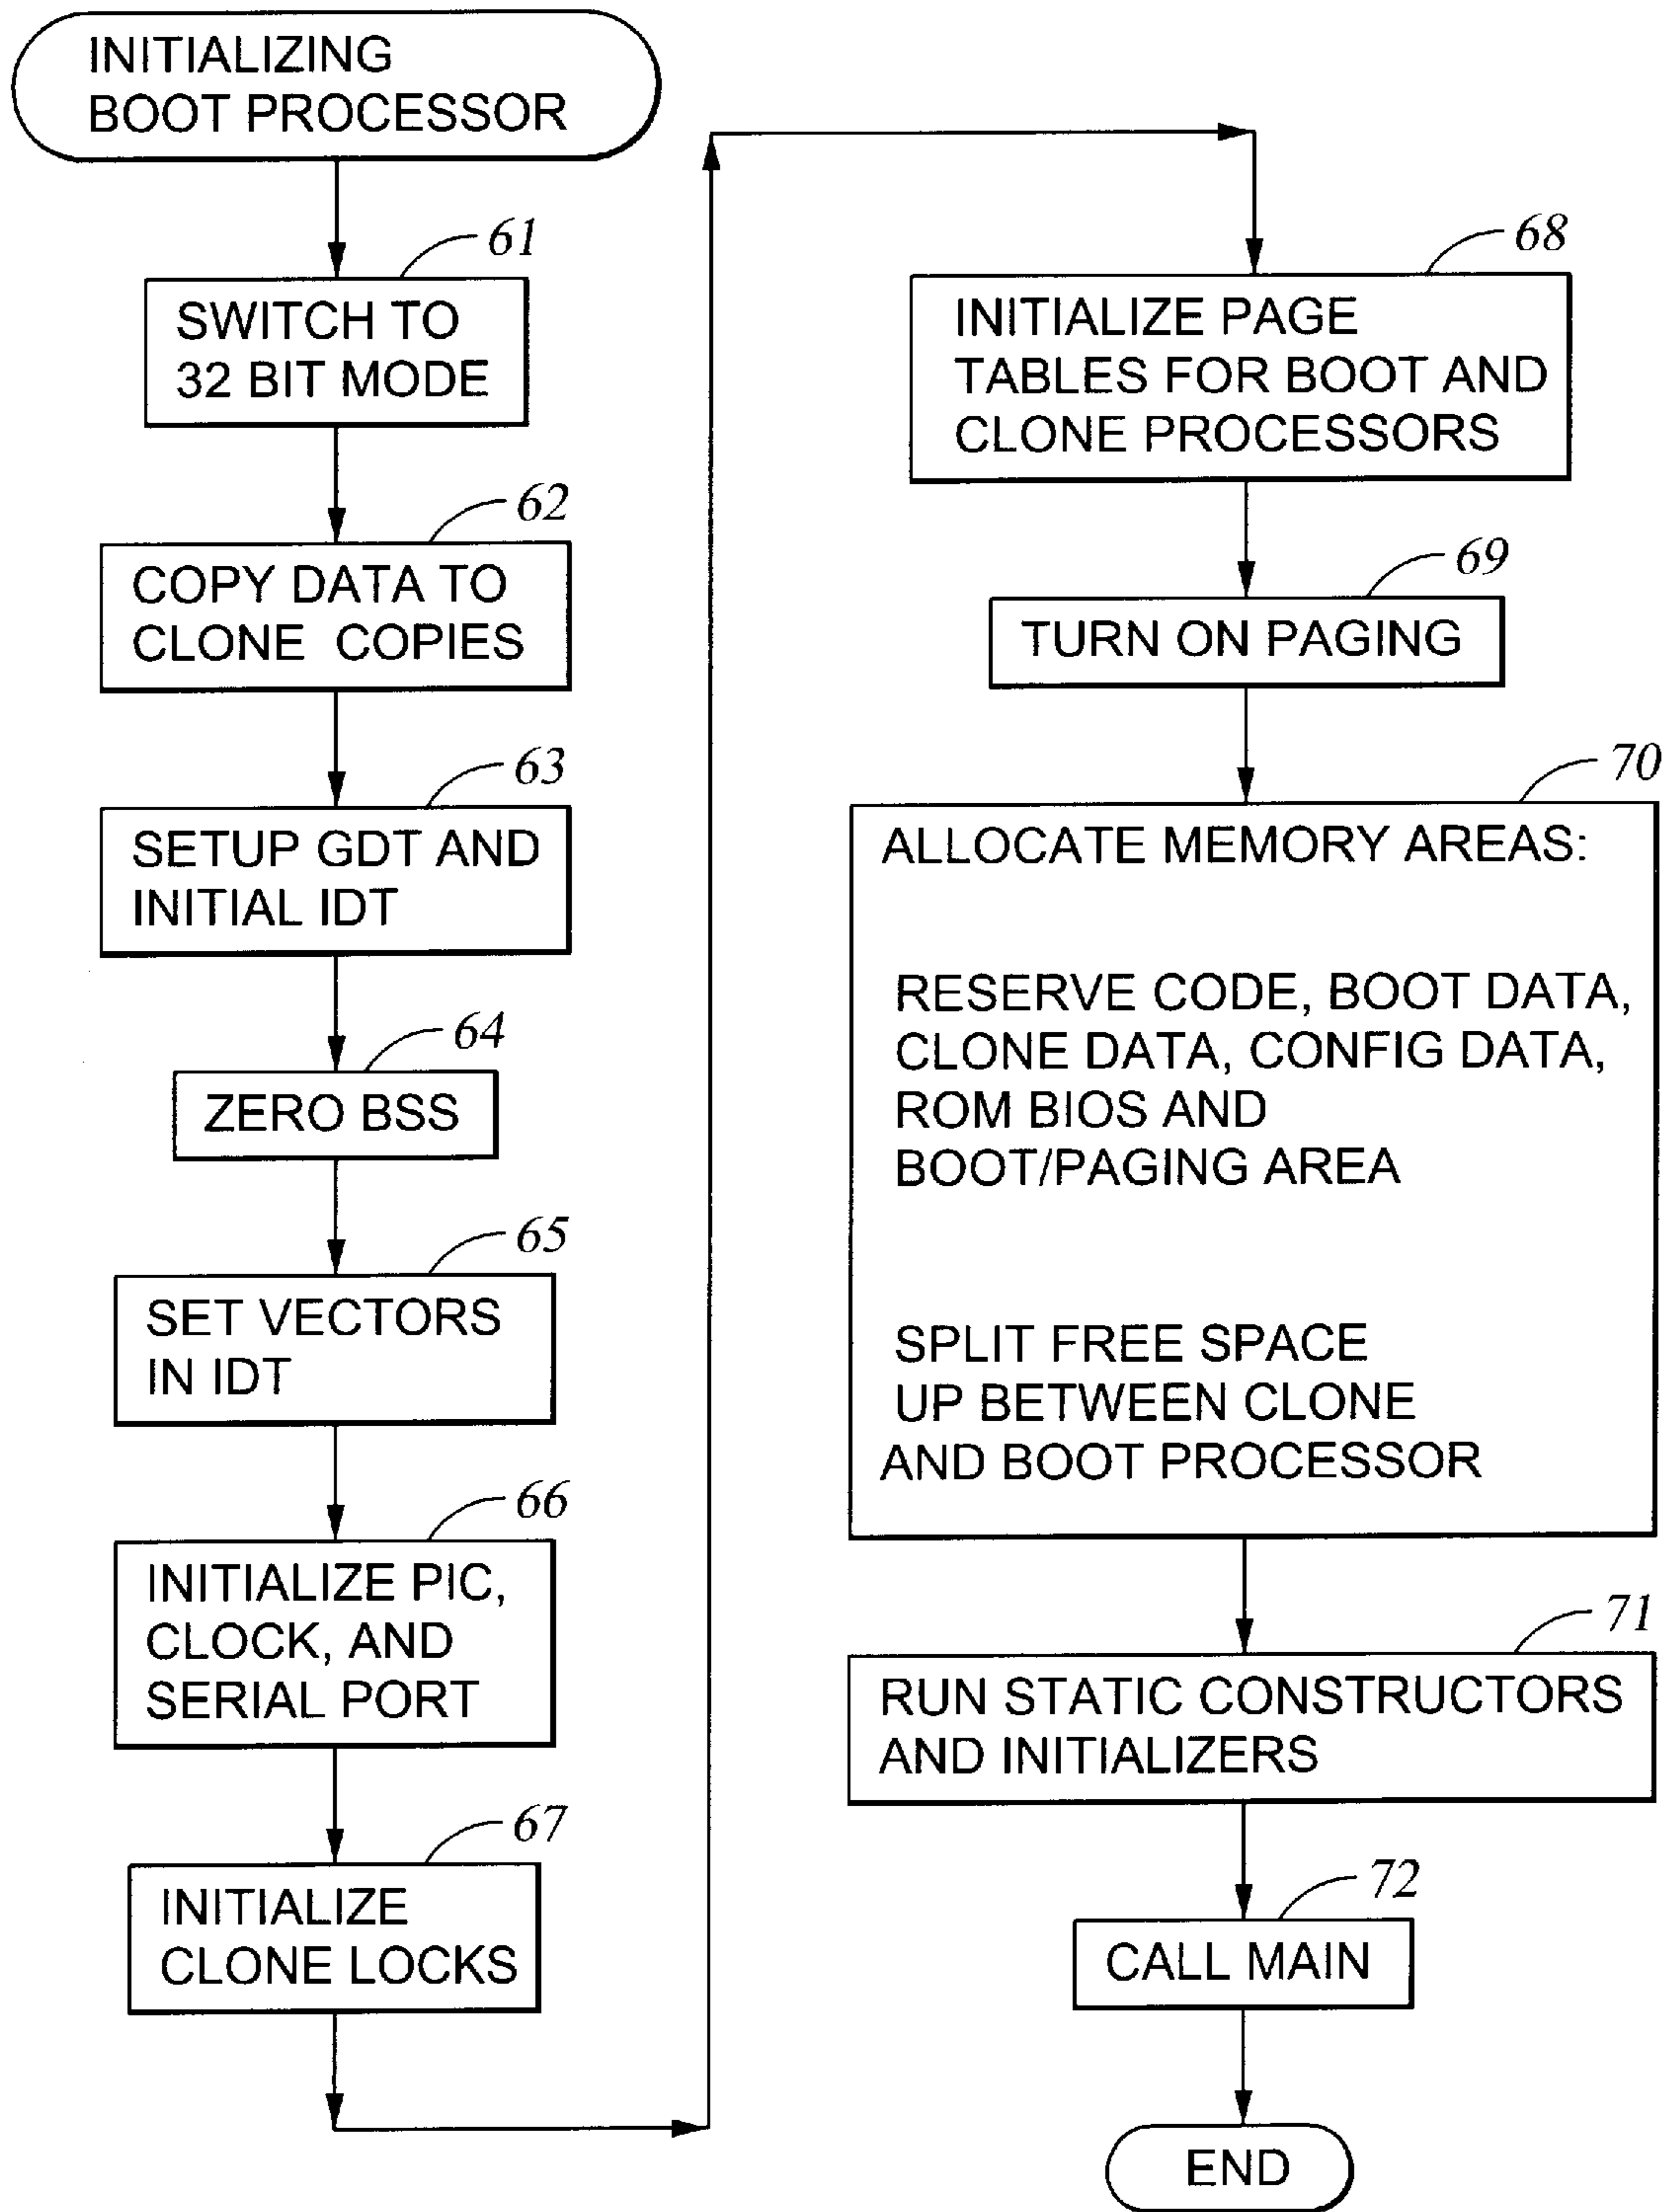 INITIALIZING
BOOT PROCESSOR
61
SWITCH TO
32 BIT MODE
62
COPY DATA TO
CLONE COPIES
63
SETUP GDT AND
INITIAL IDT
64
ZERO BSS
65
SET VECTORS
IN IDT
66
INITIALIZE PIC,
CLOCK, AND
SERIAL PORT
67
INITIALIZE
CLONE LOCKS
68
INITIALIZE PAGE
TABLES FOR BOOT AND
CLONE PROCESSORS
69
TURN ON PAGING
70
ALLOCATE MEMORY AREAS:
RESERVE CODE, BOOT DATA,
CLONE DATA, CONFIG DATA,
ROM BIOS AND
BOOT/PAGING AREA
SPLIT FREE SPACE
UP BETWEEN CLONE
AND BOOT PROCESSOR
71
RUN STATIC CONSTRUCTORS
AND INITIALIZERS
72
CALL MAIN
END